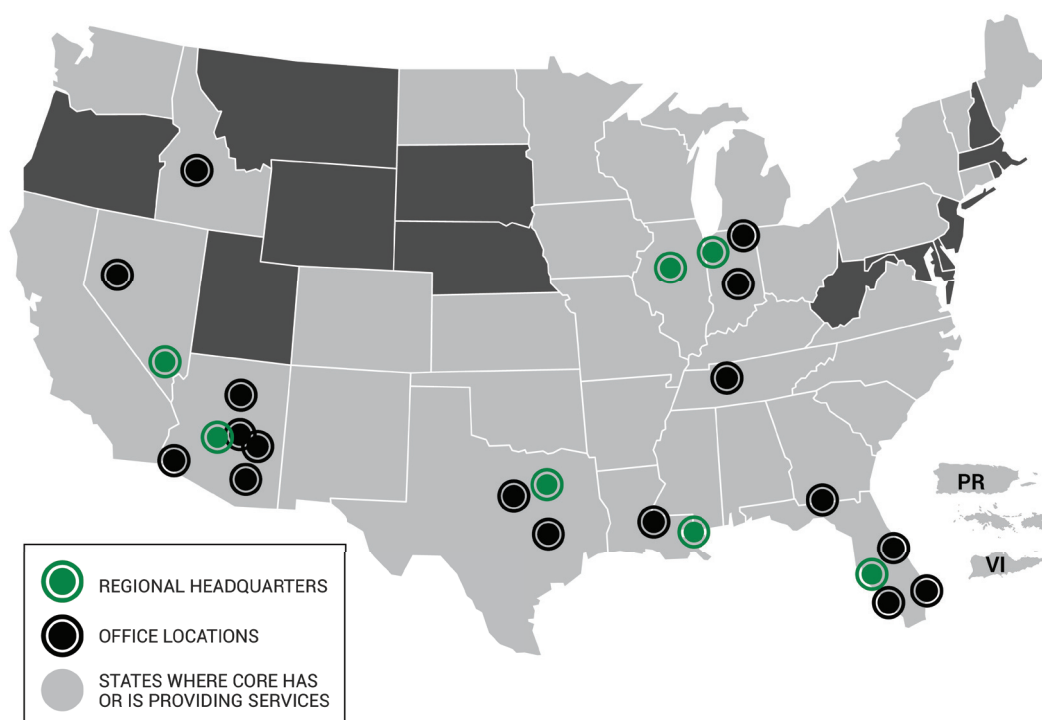 PR
VI
REGIONAL HEADQUARTERS
OFFICE LOCATIONS
STATES WHERE CORE HAS
OR IS PROVIDING SERVICES